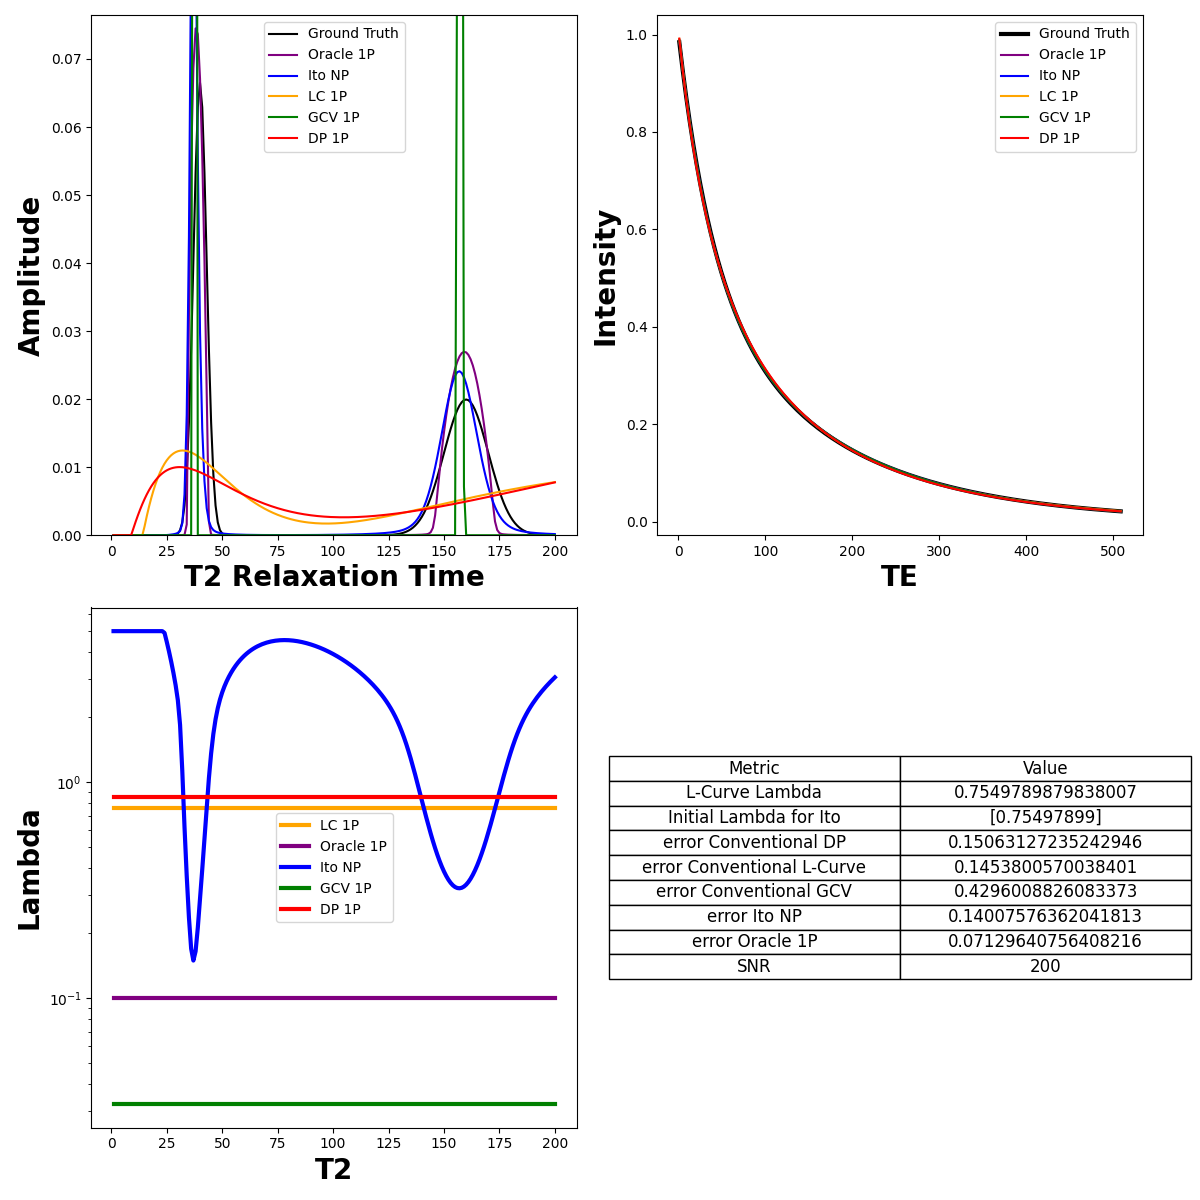 Amplitude
0.07
0.06
0.05
0.04
0.03
0.02
0.01
0.00
Ground Truth
Oracle 1P
Ito NP
LC 1P
GCV 1P
DP 1P
0 25 50 75 100 125 150 175 200
T2 Relaxation Time
Intensity
1.0
0.8
0.6
0.4
0.2
0.0
Ground Truth
Oracle 1P
Ito NP
LC 1P
GCV 1P
DP 1P
0 100 200 300 400 500
TE
Lambda
10⁰
10⁻¹
LC 1P
Oracle 1P
Ito NP
GCV 1P
DP 1P
0 25 50 75 100 125 150 175 200
T2
Metric Value
L-Curve Lambda 0.7549789879838007
Initial Lambda for Ito [0.75497899]
error Conventional DP 0.15063127235242946
error Conventional L-Curve 0.1453800570038401
error Conventional GCV 0.4296008826083373
error Ito NP 0.14007576362041813
error Oracle 1P 0.07129640756408216
SNR 200